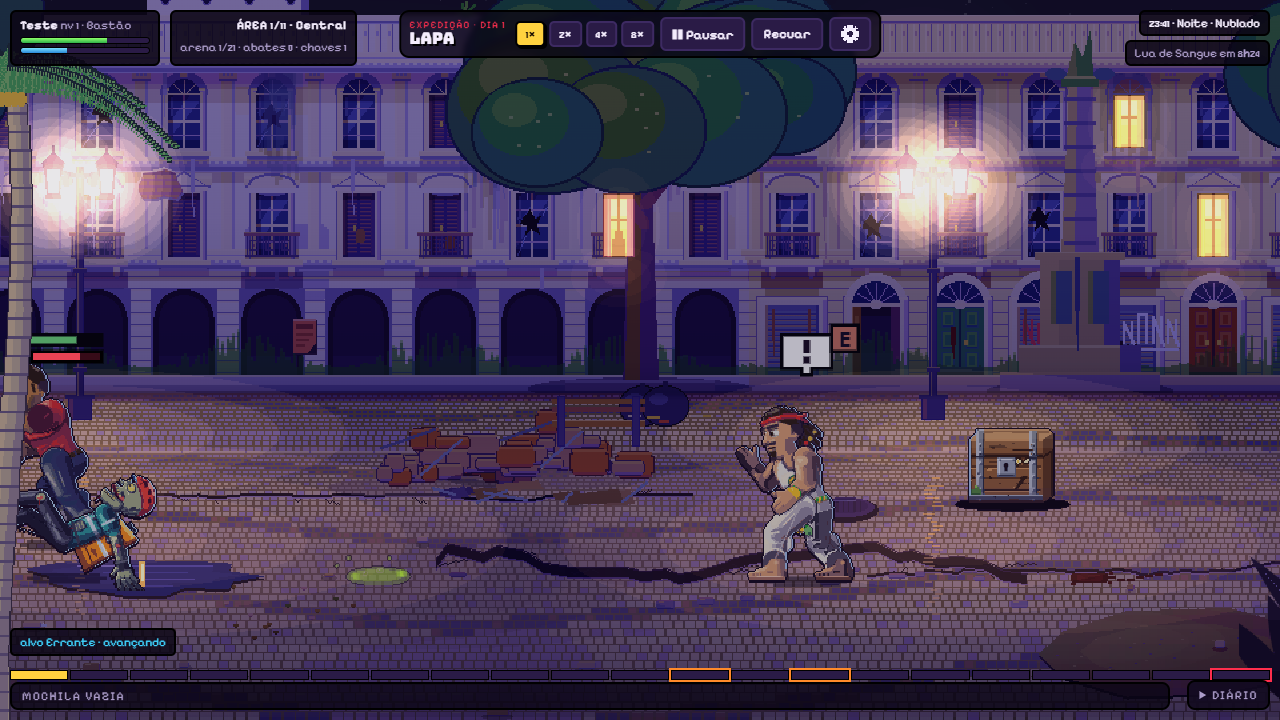 Teste nv 1 · Bastão
ÁREA 1/11 · Central
arena 1/21 · abates 0 · chaves 1
EXPEDIÇÃO · DIA 1
LAPA
1×
2×
4×
8×
Pausar
Recuar
23:41 · Noite · Nublado
Lua de Sangue em 8h24
!
E
alvo Errante · avançando
MOCHILA VAZIA
DIÁRIO